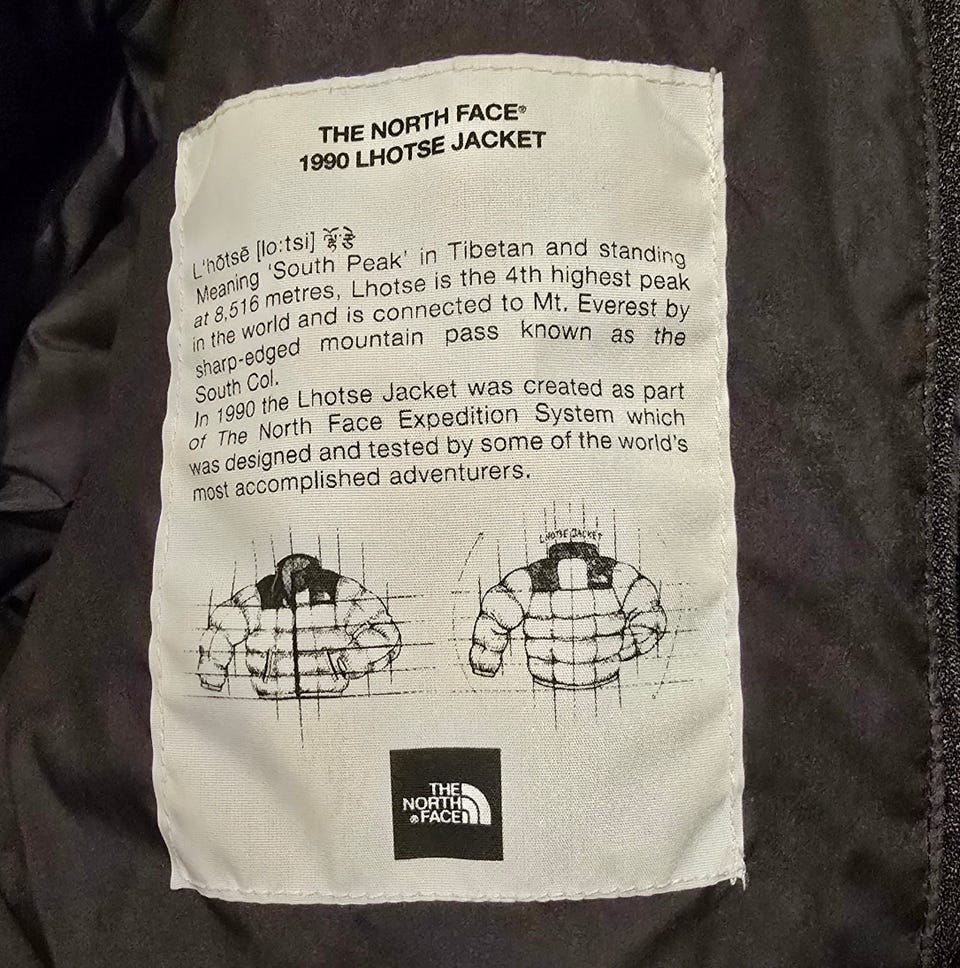 THE NORTH FACE®
1990 LHOTSE JACKET
L'hōtsē [lo:tsi]
Meaning 'South Peak' in Tibetan and standing
at 8,516 metres, Lhotse is the 4th highest peak
in the world and is connected to Mt. Everest by
sharp-edged mountain pass known as the
South Col.
In 1990 the Lhotse Jacket was created as part
of The North Face Expedition System which
was designed and tested by some of the world's
most accomplished adventurers.
LHOTSE JACKET
THE
NORTH
®FACE